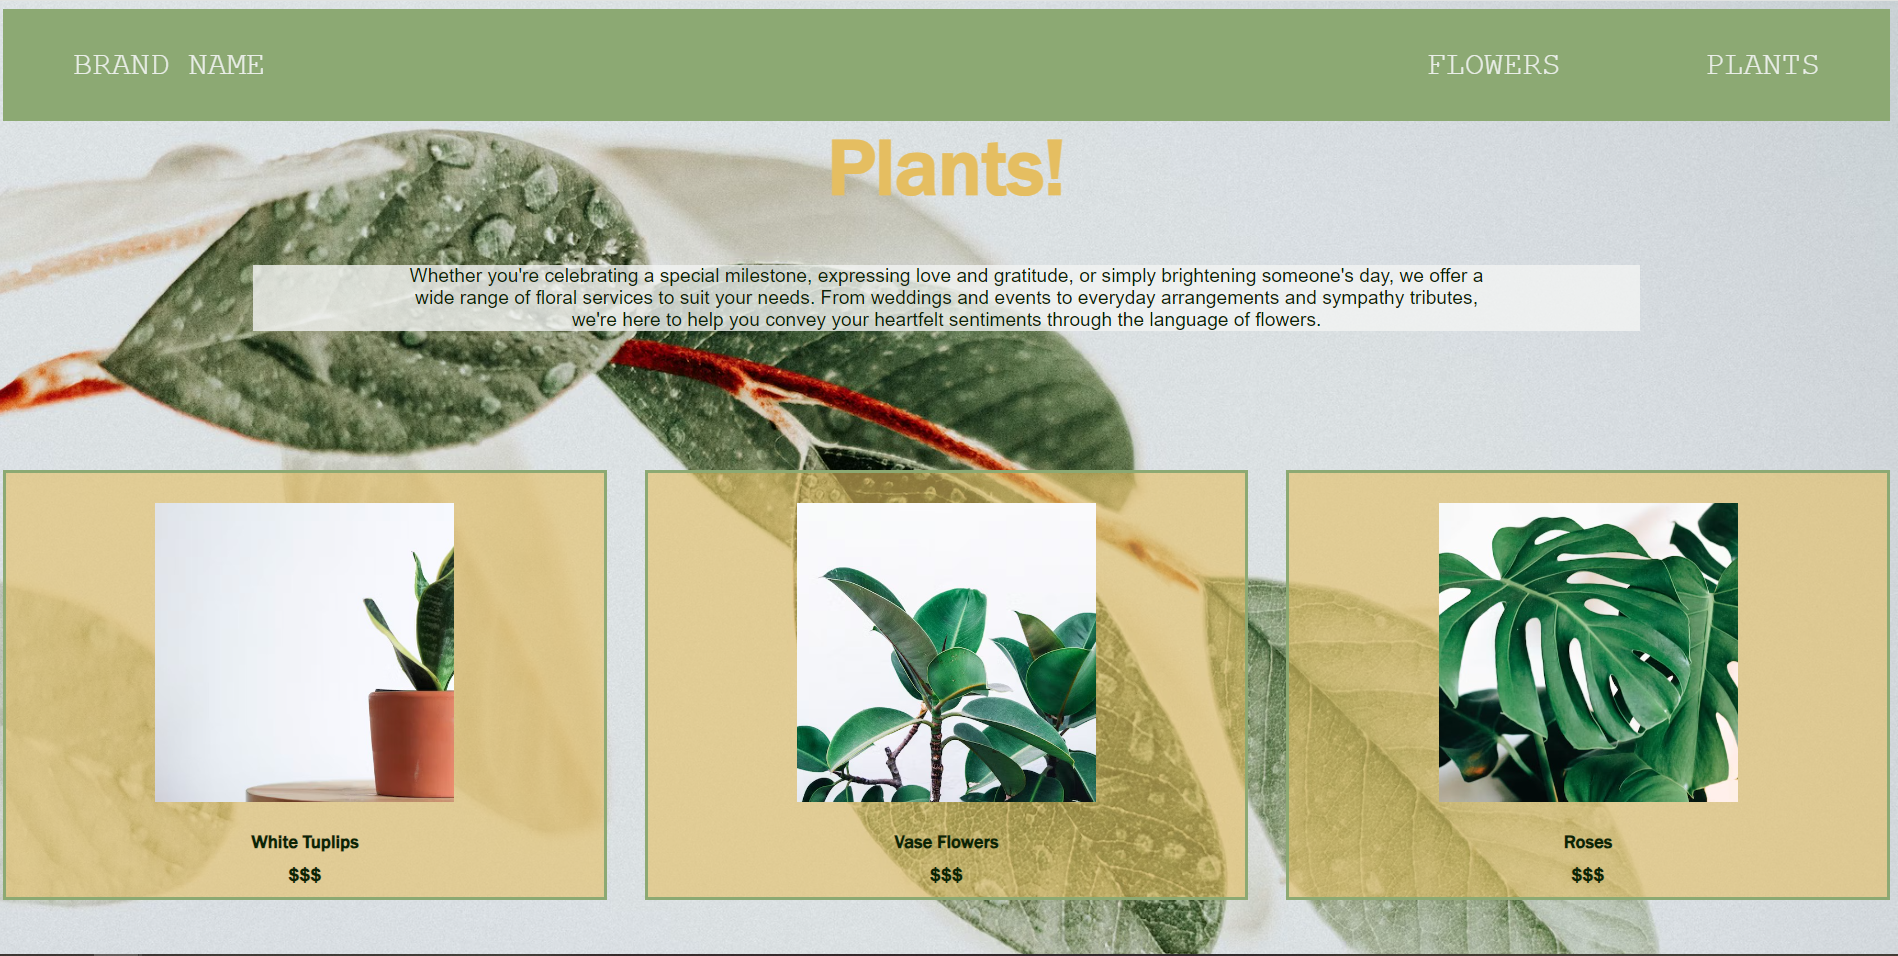 BRAND NAME
FLOWERS
PLANTS
Plants!
Whether you're celebrating a special milestone, expressing love and gratitude, or simply brightening someone's day, we offer a
wide range of floral services to suit your needs. From weddings and events to everyday arrangements and sympathy tributes,
we're here to help you convey your heartfelt sentiments through the language of flowers.
White Tuplips
$$$
Vase Flowers
$$$
Roses
$$$